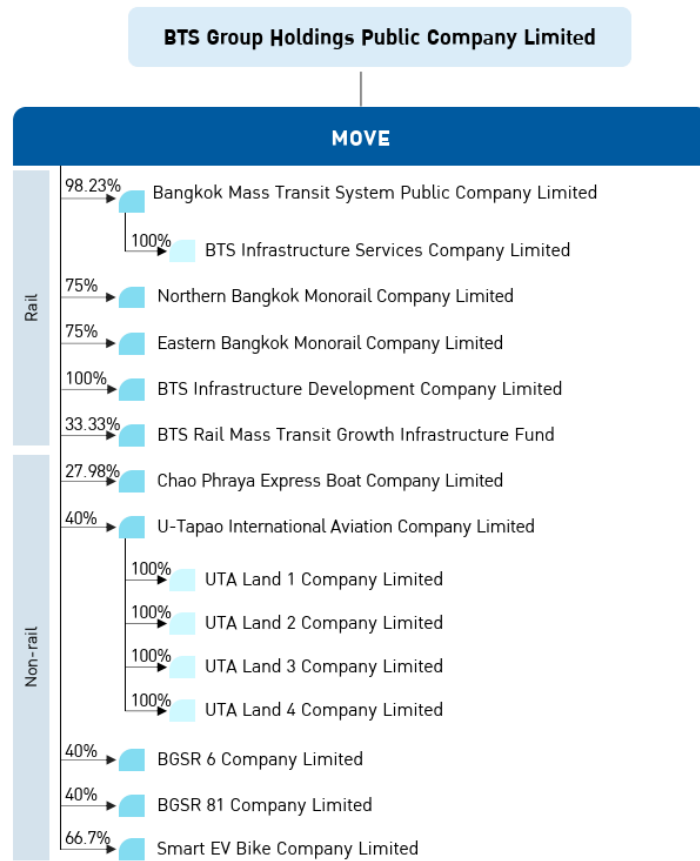 BTS Group Holdings Public Company Limited
MOVE
Rail
98.23% Bangkok Mass Transit System Public Company Limited
100% BTS Infrastructure Services Company Limited
75% Northern Bangkok Monorail Company Limited
75% Eastern Bangkok Monorail Company Limited
100% BTS Infrastructure Development Company Limited
33.33% BTS Rail Mass Transit Growth Infrastructure Fund
Non-rail
27.98% Chao Phraya Express Boat Company Limited
40% U-Tapao International Aviation Company Limited
100% UTA Land 1 Company Limited
100% UTA Land 2 Company Limited
100% UTA Land 3 Company Limited
100% UTA Land 4 Company Limited
40% BGSR 6 Company Limited
40% BGSR 81 Company Limited
66.7% Smart EV Bike Company Limited